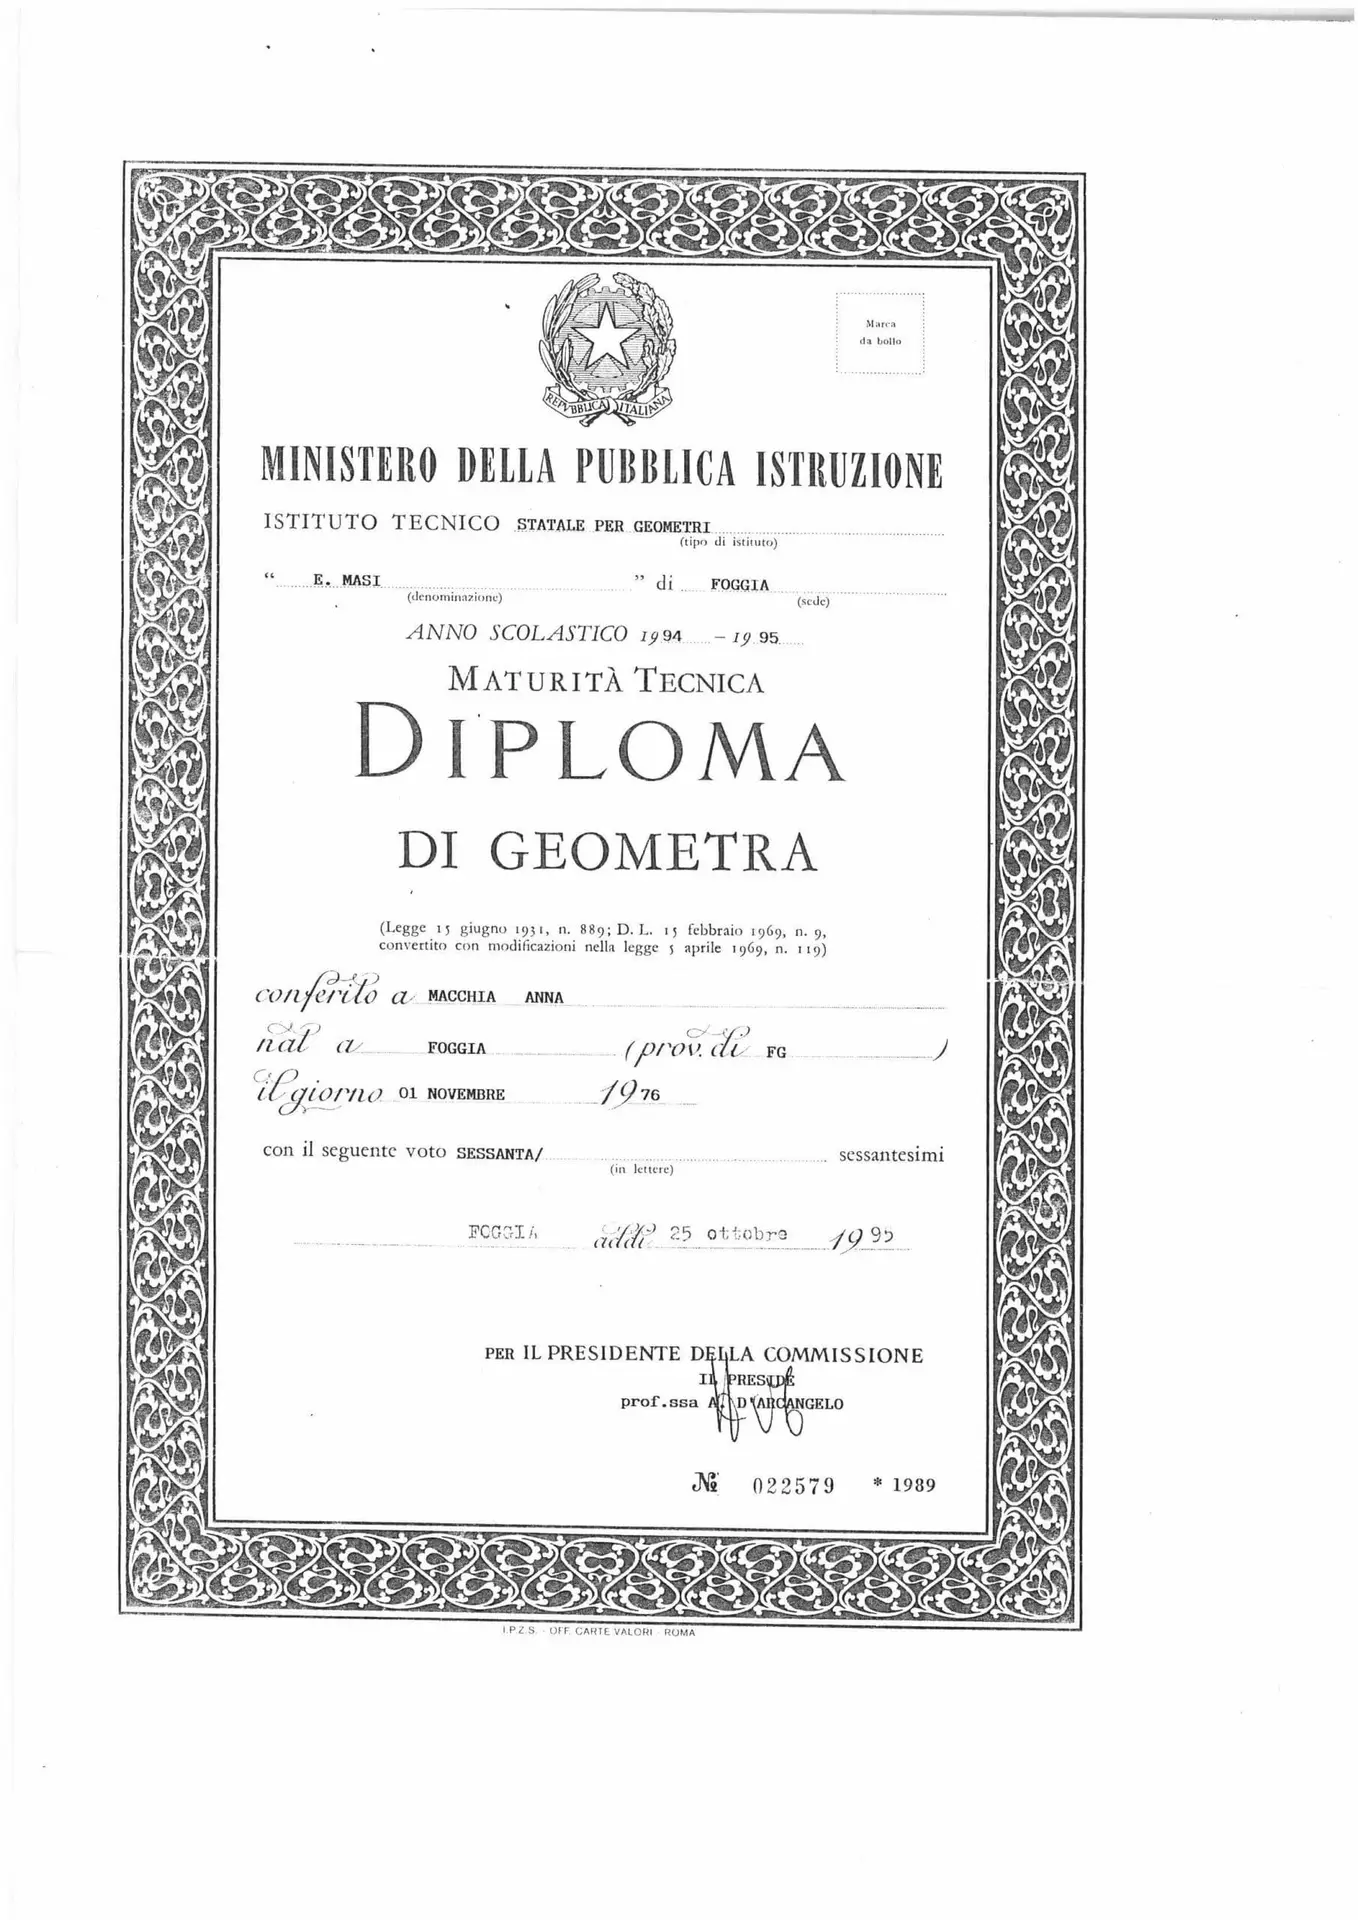 REPVBBLICA ITALIANA
Marca
da bollo
MINISTERO DELLA PUBBLICA ISTRUZIONE
ISTITUTO TECNICO STATALE PER GEOMETRI
(tipo di istituto)
“ E. MASI ” di FOGGIA
(denominazione) (sede)
ANNO SCOLASTICO 1994 – 1995
MATURITÀ TECNICA
DIPLOMA
DI GEOMETRA
(Legge 15 giugno 1931, n. 889; D. L. 15 febbraio 1969, n. 9,
convertito con modificazioni nella legge 5 aprile 1969, n. 119)
conferito a MACCHIA ANNA
nat a FOGGIA (prov. di FG )
il giorno 01 NOVEMBRE 1976
con il seguente voto SESSANTA/ sessantesimi
(in lettere)
FOGGIA addì 25 ottobre 1995
PER IL PRESIDENTE DELLA COMMISSIONE
IL PRESIDE
prof.ssa A. D'ARCANGELO
№ 022579 * 1989
I.P.Z.S. - OFF. CARTE VALORI - ROMA